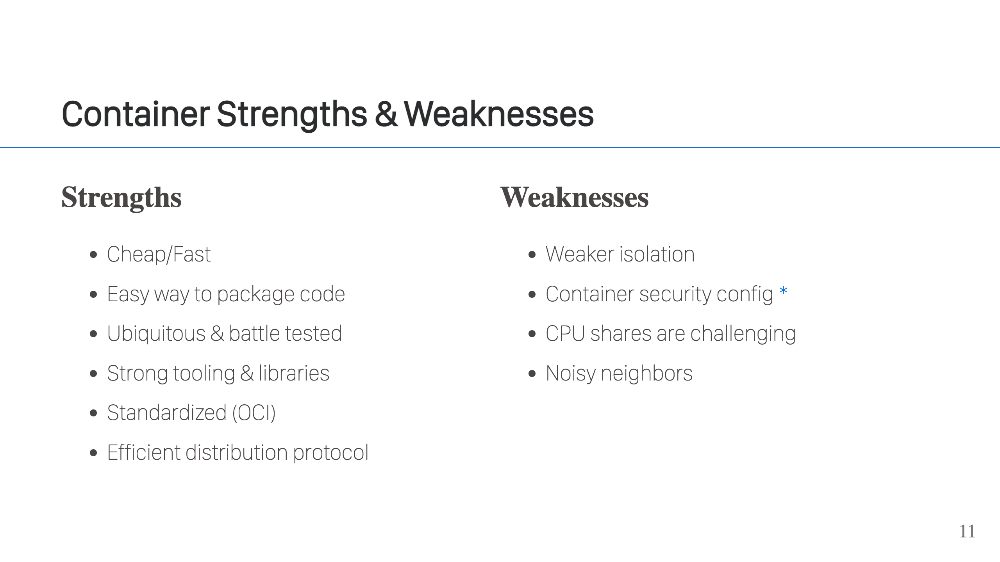 Container Strengths & Weaknesses
Strengths
Cheap/Fast
Easy way to package code
Ubiquitous & battle tested
Strong tooling & libraries
Standardized (OCI)
Efficient distribution protocol
Weaknesses
Weaker isolation
Container security config *
CPU shares are challenging
Noisy neighbors
11